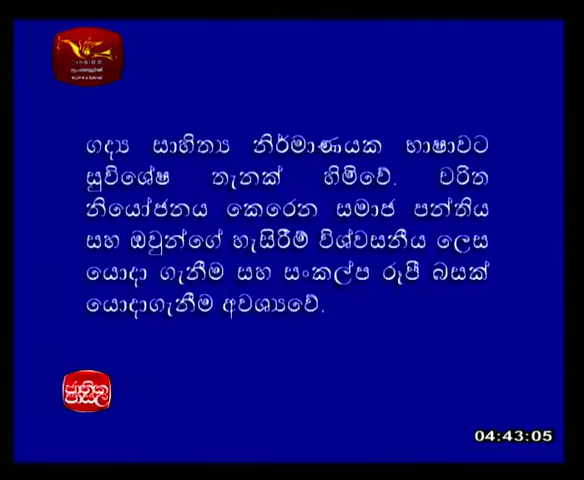 ගද්‍ය සාහිත්‍ය නිර්මාණයක භාෂාවට
සුවිශේෂ තැනක් හිමිවේ. චරිත
නියෝජනය කෙරෙන සමාජ පන්තිය
සහ ඔවුන්ගේ හැසිරීම් විශ්වසනීය ලෙස
යොදා ගැනීම සහ සංකල්ප රූපී බසක්
යොදාගැනීම අවශ්‍යවේ.
ජාතික
පාසල
04:43:05